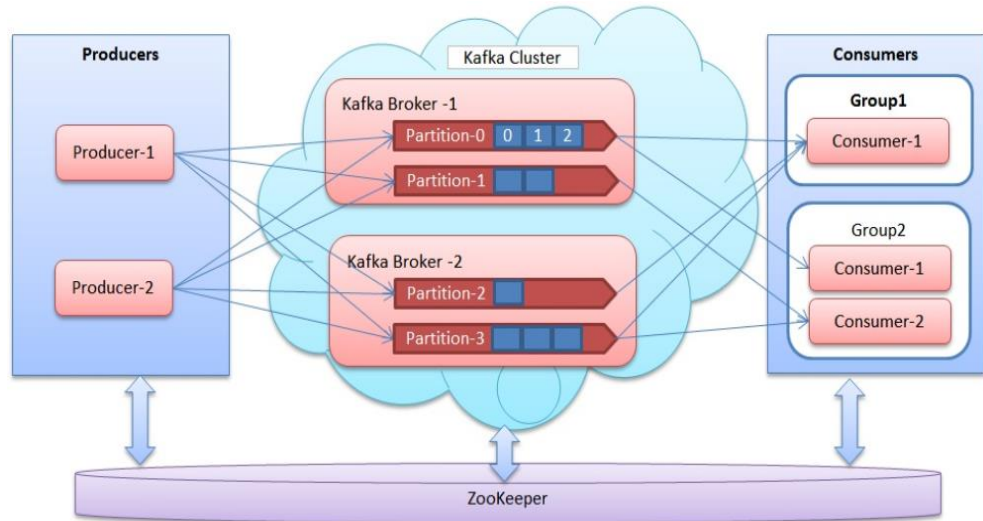 Producers
Producer-1
Producer-2
Kafka Cluster
Kafka Broker -1
Partition-0 0 1 2
Partition-1
Kafka Broker -2
Partition-2
Partition-3
Consumers
Group1
Consumer-1
Group2
Consumer-1
Consumer-2
ZooKeeper